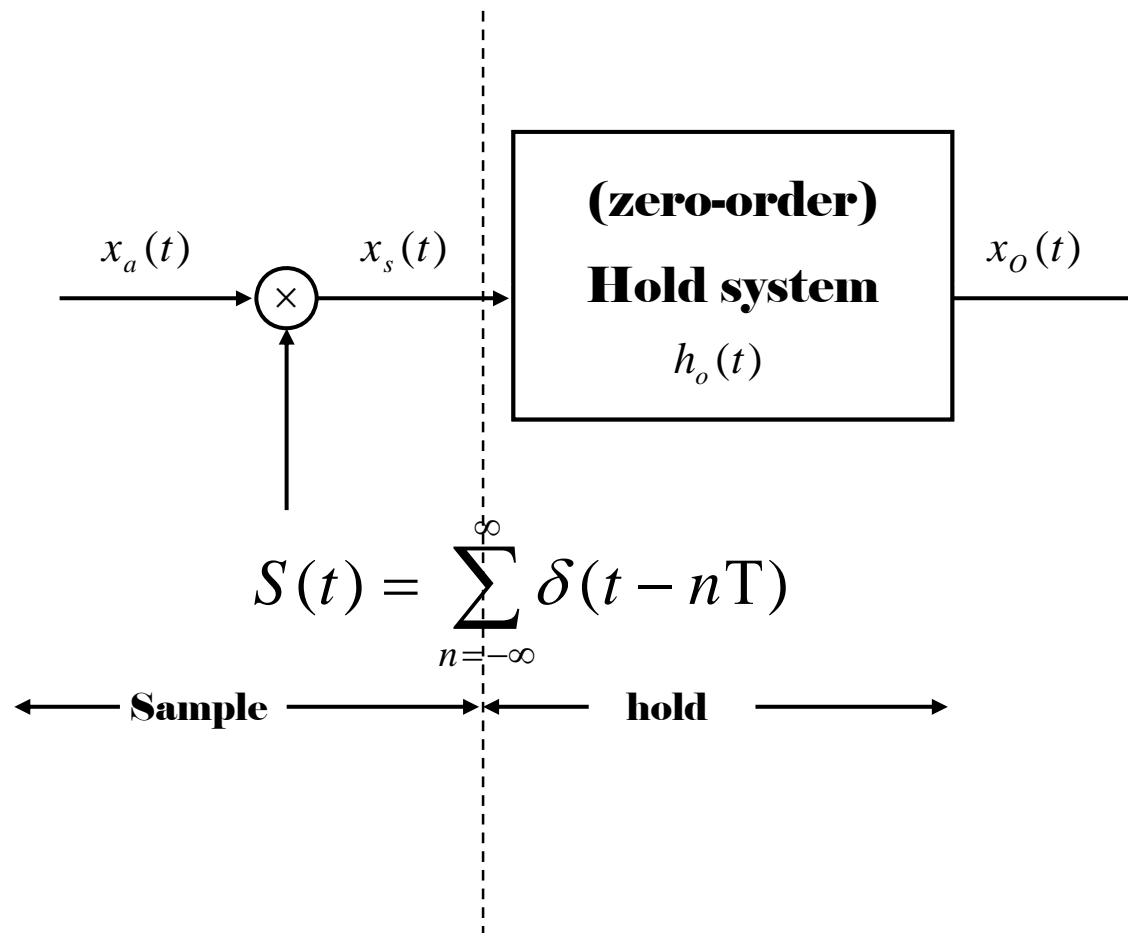 (zero-order)
x_a(t)
x_s(t)
x_O(t)
Hold system
×
h_o(t)
S(t) = ∑_{n=-∞}^{∞} δ(t − nT)
Sample
hold